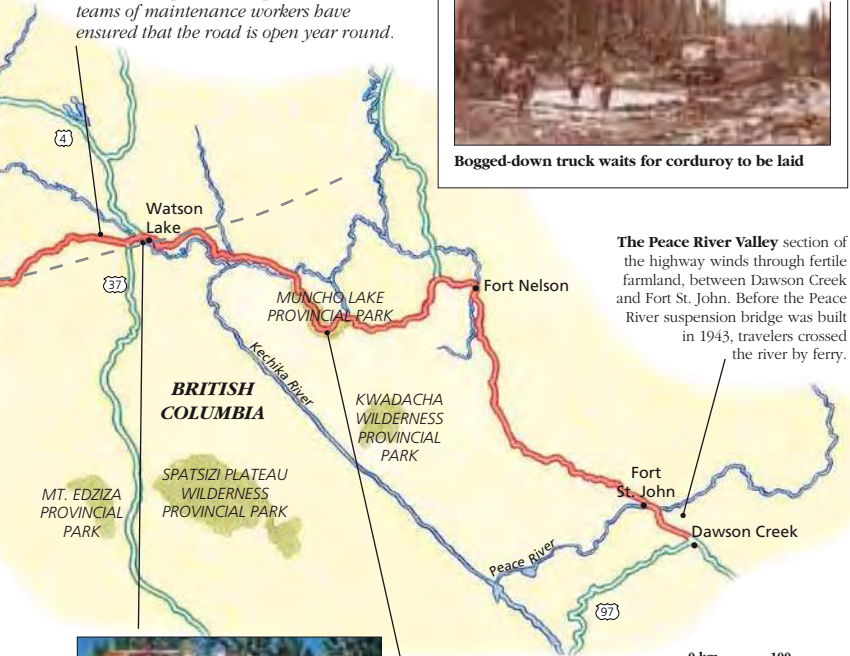 teams of maintenance workers have
ensured that the road is open year round.
Bogged-down truck waits for corduroy to be laid
4
Watson
Lake
37
The Peace River Valley section of
the highway winds through fertile
farmland, between Dawson Creek
and Fort St. John. Before the Peace
River suspension bridge was built
in 1943, travelers crossed
the river by ferry.
Fort Nelson
MUNCHO LAKE
PROVINCIAL PARK
Kechika River
BRITISH
COLUMBIA
KWADACHA
WILDERNESS
PROVINCIAL
PARK
SPATSIZI PLATEAU
WILDERNESS
PROVINCIAL PARK
MT. EDZIZA
PROVINCIAL
PARK
Fort
St. John
Dawson Creek
Peace River
97
0 km 100